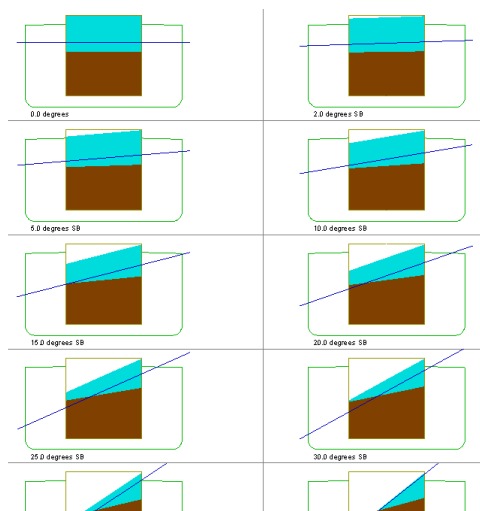 0.0 degrees
2.0 degrees SB
5.0 degrees SB
10.0 degrees SB
15.0 degrees SB
20.0 degrees SB
25.0 degrees SB
30.0 degrees SB